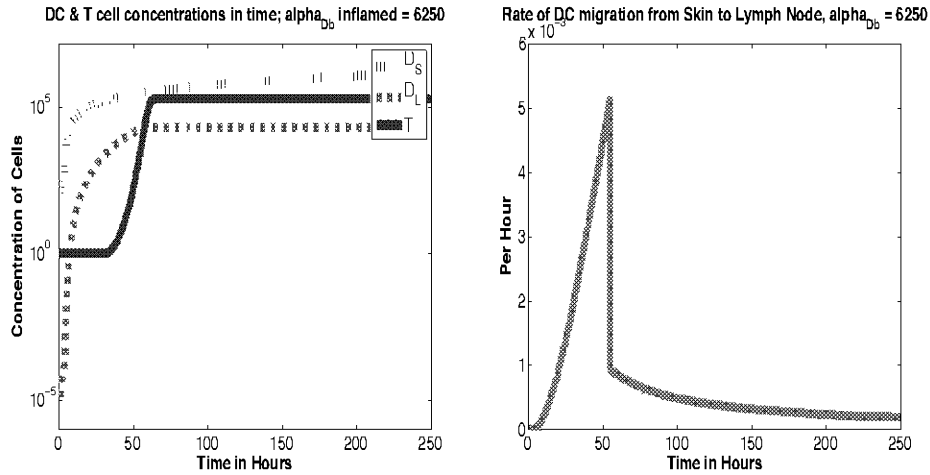 DC & T cell concentrations in time; alpha_Db inflamed = 6250
Concentration of Cells
10^5
10^0
10^-5
0
50
100
150
200
250
Time in Hours
D_S
D_L
T
Rate of DC migration from Skin to Lymph Node, alpha_Db = 6250
x 10^-3
Per Hour
6
5
4
3
2
1
0
0
50
100
150
200
250
Time in Hours